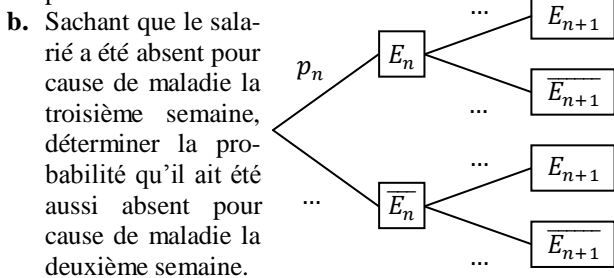 b. Sachant que le sala-
rié a été absent pour
cause de maladie la
troisième semaine,
déterminer la pro-
babilité qu'il ait été
aussi absent pour
cause de maladie la
deuxième semaine.
...
E_{n+1}
E_n
p_n
...
\overline{E_{n+1}}
...
E_{n+1}
...
\overline{E_n}
...
\overline{E_{n+1}}